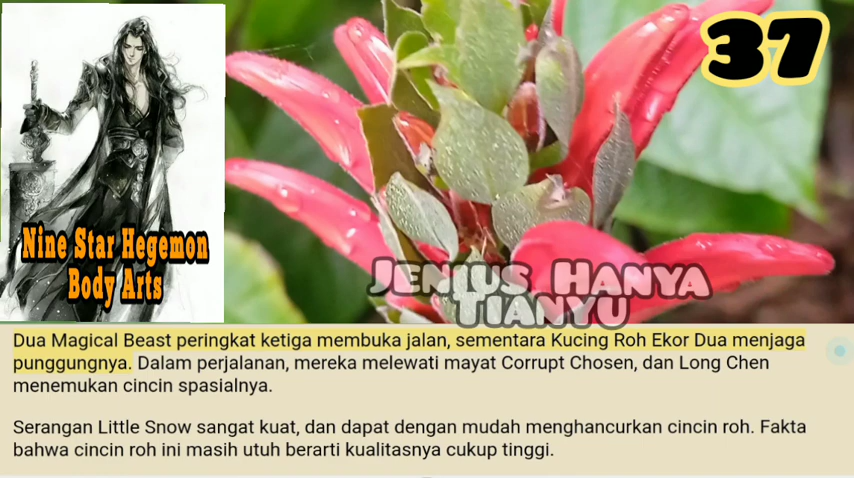 37
Nine Star Hegemon
Body Arts
Jenius Hanya
Tianyu
Dua Magical Beast peringkat ketiga membuka jalan, sementara Kucing Roh Ekor Dua menjaga
punggungnya. Dalam perjalanan, mereka melewati mayat Corrupt Chosen, dan Long Chen
menemukan cincin spasialnya.
Serangan Little Snow sangat kuat, dan dapat dengan mudah menghancurkan cincin roh. Fakta
bahwa cincin roh ini masih utuh berarti kualitasnya cukup tinggi.